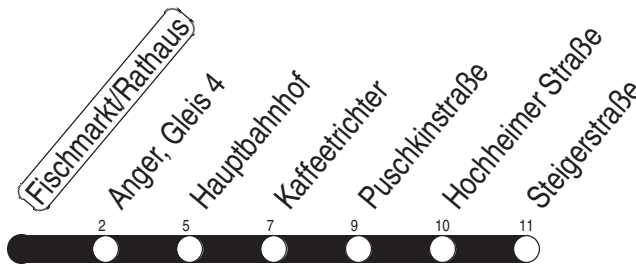 Fischmarkt/Rathaus
Anger, Gleis 4
Hauptbahnhof
Kaffeetrichter
Puschkinstraße
Hochheimer Straße
Steigerstraße
2
5
7
9
10
11